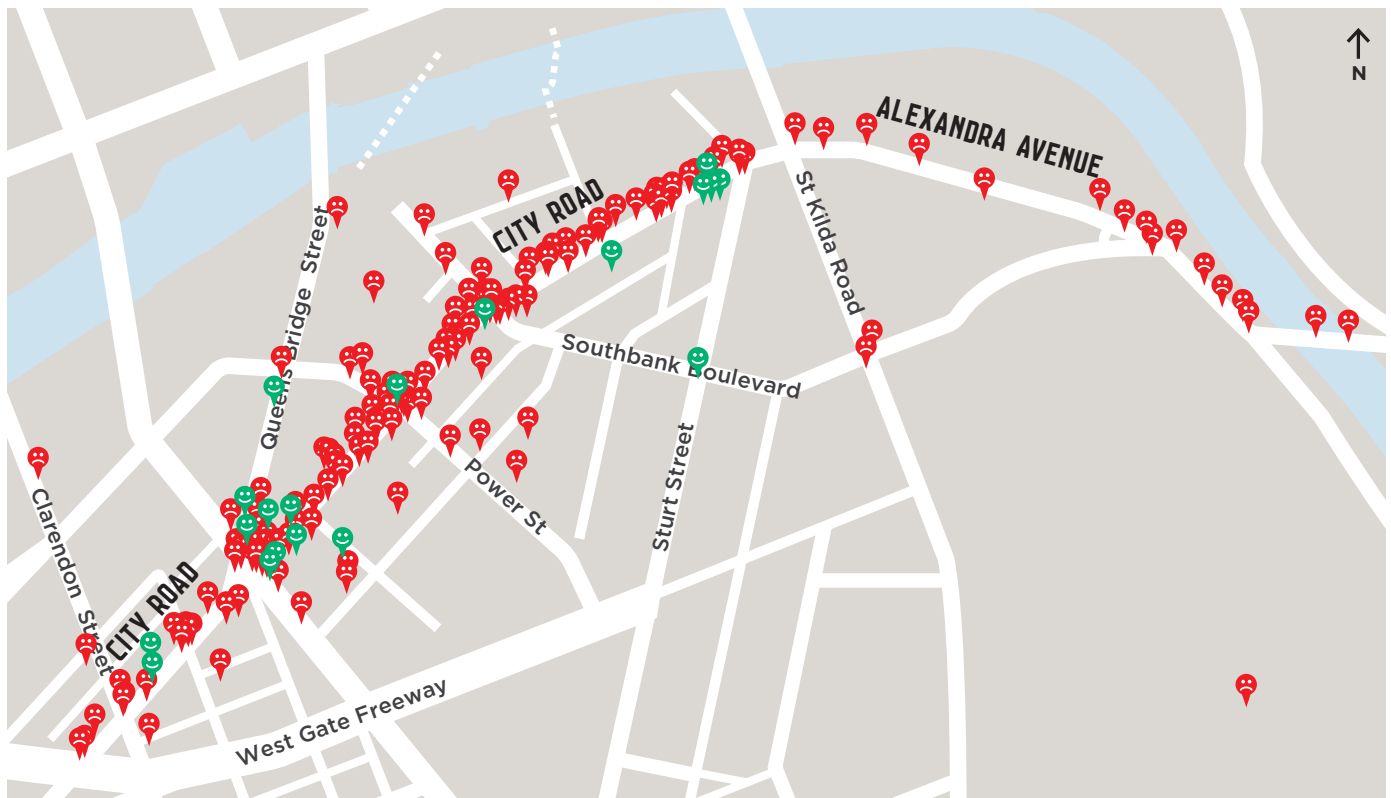 N
ALEXANDRA AVENUE
CITY ROAD
St Kilda Road
Queens Bridge Street
Southbank Boulevard
Sturt Street
Power St
Clarendon Street
CITY ROAD
West Gate Freeway